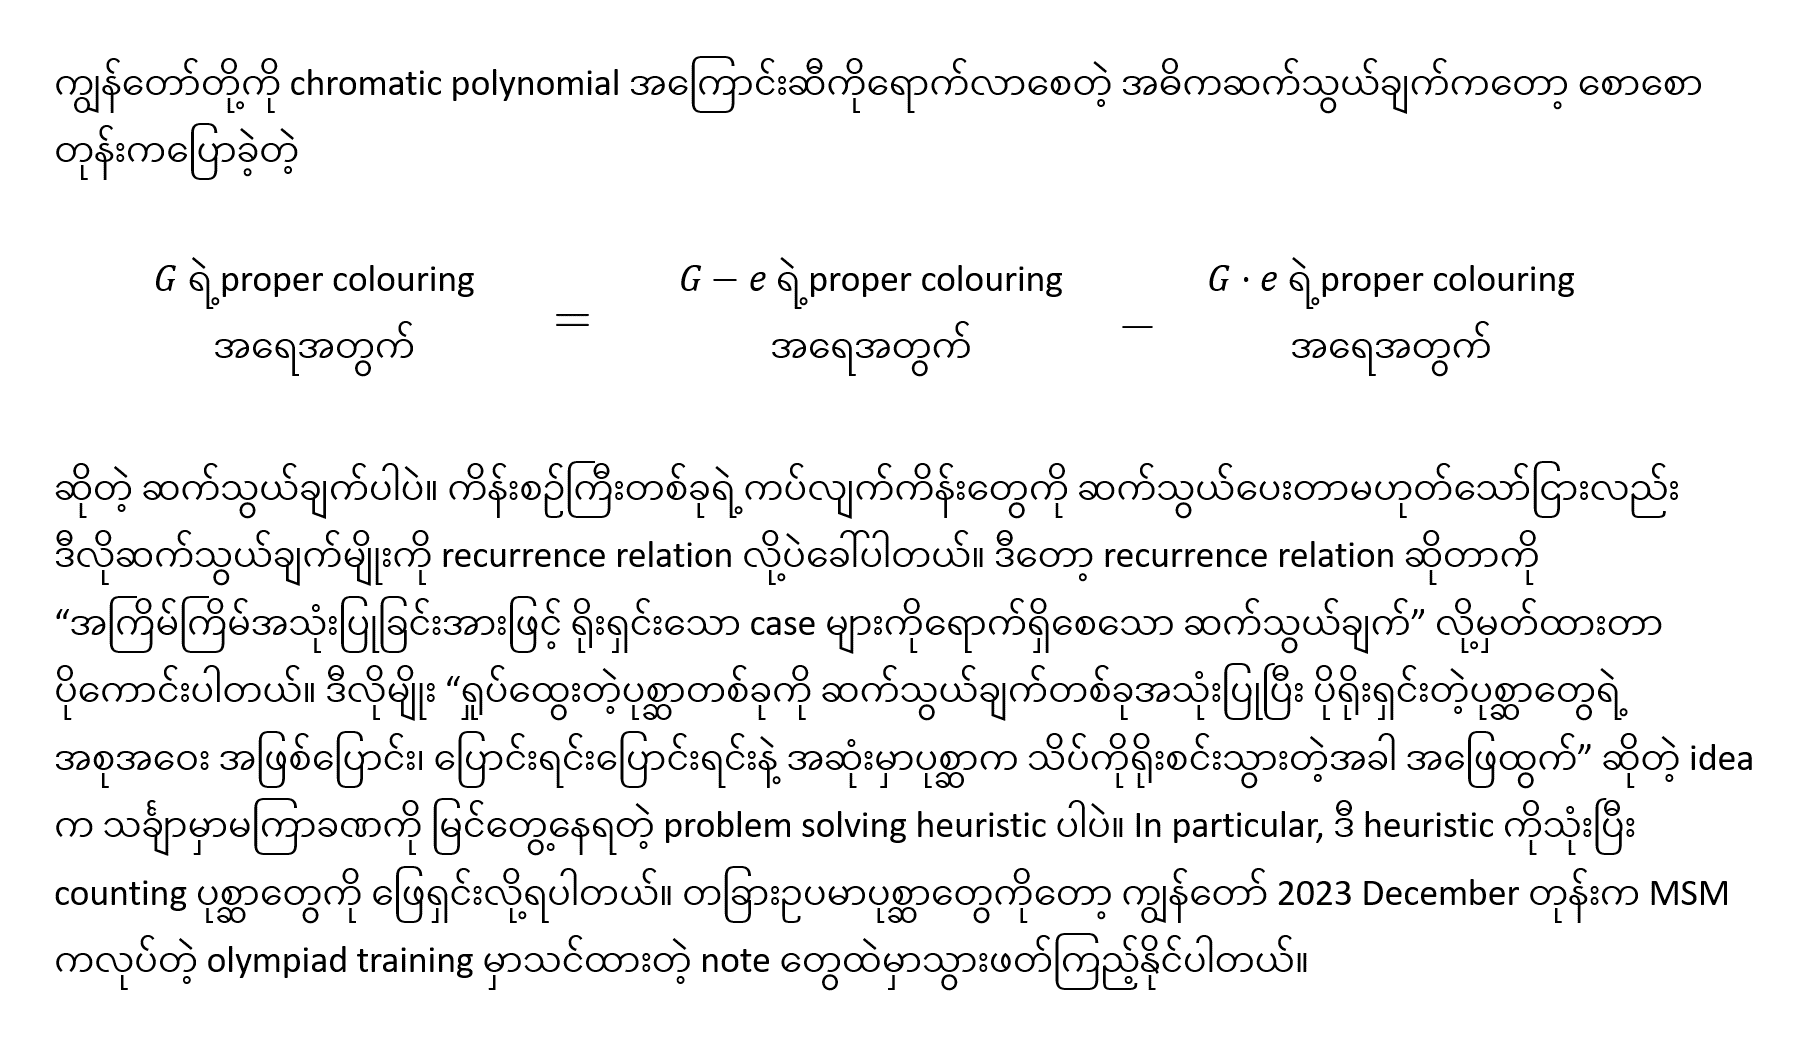 ကျွန်တော်တို့ကို chromatic polynomial အကြောင်းဆီကိုရောက်လာစေတဲ့ အဓိကဆက်သွယ်ချက်ကတော့ စောစော
တုန်းကပြောခဲ့တဲ့
G ရဲ့ proper colouring G − e ရဲ့ proper colouring G · e ရဲ့ proper colouring
= −
အရေအတွက် အရေအတွက် အရေအတွက်
ဆိုတဲ့ ဆက်သွယ်ချက်ပါပဲ။ ကိန်းစဉ်ကြီးတစ်ခုရဲ့ ကပ်လျက်ကိန်းတွေကို ဆက်သွယ်ပေးတာမဟုတ်သော်ငြားလည်း
ဒီလိုဆက်သွယ်ချက်မျိုးကို recurrence relation လို့ပဲခေါ်ပါတယ်။ ဒီတော့ recurrence relation ဆိုတာကို
“အကြိမ်ကြိမ်အသုံးပြုခြင်းအားဖြင့် ရိုးရှင်းသော case များကိုရောက်ရှိစေသော ဆက်သွယ်ချက်” လို့မှတ်ထားတာ
ပိုကောင်းပါတယ်။ ဒီလိုမျိုး “ရှုပ်ထွေးတဲ့ပုစ္ဆာတစ်ခုကို ဆက်သွယ်ချက်တစ်ခုအသုံးပြုပြီး ပိုရိုးရှင်းတဲ့ပုစ္ဆာတွေရဲ့
အစုအဝေး အဖြစ်ပြောင်း၊ ပြောင်းရင်းပြောင်းရင်းနဲ့ အဆုံးမှာပုစ္ဆာက သိပ်ကိုရိုးစင်းသွားတဲ့အခါ အဖြေထွက်” ဆိုတဲ့ idea
က သင်္ချာမှာမကြာခဏကို မြင်တွေ့နေရတဲ့ problem solving heuristic ပါပဲ။ In particular, ဒီ heuristic ကိုသုံးပြီး
counting ပုစ္ဆာတွေကို ဖြေရှင်းလို့ရပါတယ်။ တခြားဥပမာပုစ္ဆာတွေကိုတော့ ကျွန်တော် 2023 December တုန်းက MSM
ကလုပ်တဲ့ olympiad training မှာသင်ထားတဲ့ note တွေထဲမှာသွားဖတ်ကြည့်နိုင်ပါတယ်။